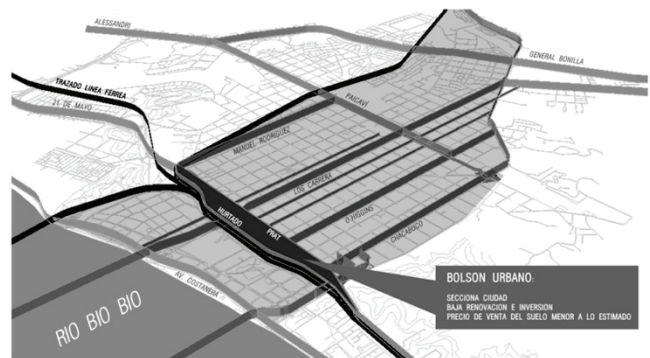 ALESSANDRI
GENERAL BONILLA
TRAZADO LINEA FERREA
21 DE MAYO
PAICAVÍ
MANUEL RODRIGUEZ
LOS CARRERA
HURTADO
PRAT
O.HIGGINS
CHACABUCO
AV. COSTANERA
RIO BIO BIO
BOLSON URBANO:
SECCIONA CIUDAD
BAJA RENOVACION E INVERSION
PRECIO DE VENTA DEL SUELO MENOR A LO ESTIMADO